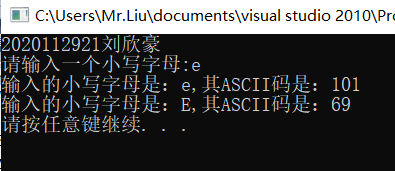 C:\Users\Mr.Liu\documents\visual studio 2010\Pro
2020112921刘欣豪
请输入一个小写字母:e
输入的小写字母是：e,其ASCII码是：101
输入的小写字母是：E,其ASCII码是：69
请按任意键继续. . .